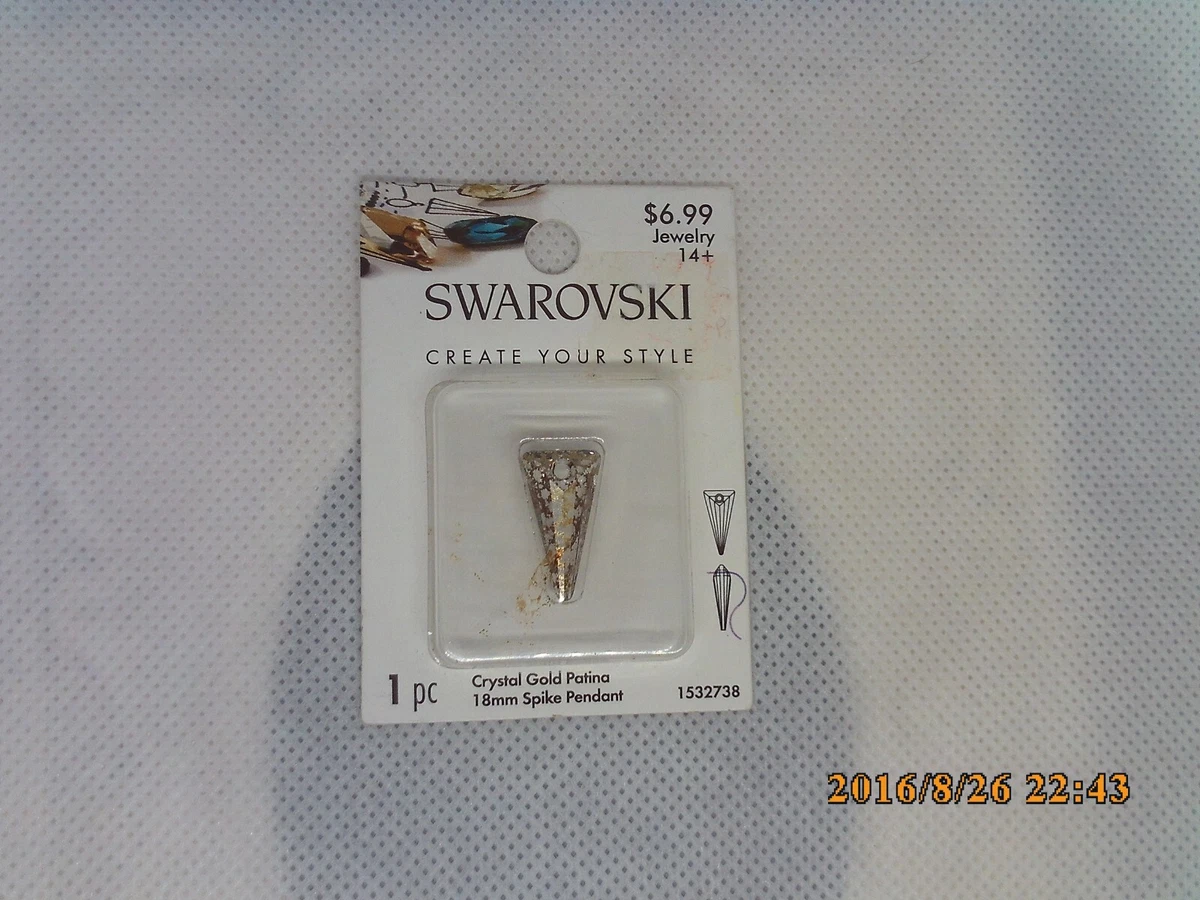 $6.99
Jewelry
14+
SWAROVSKI
CREATE YOUR STYLE
1 pc
Crystal Gold Patina
18mm Spike Pendant
1532738
2016/8/26 22:43